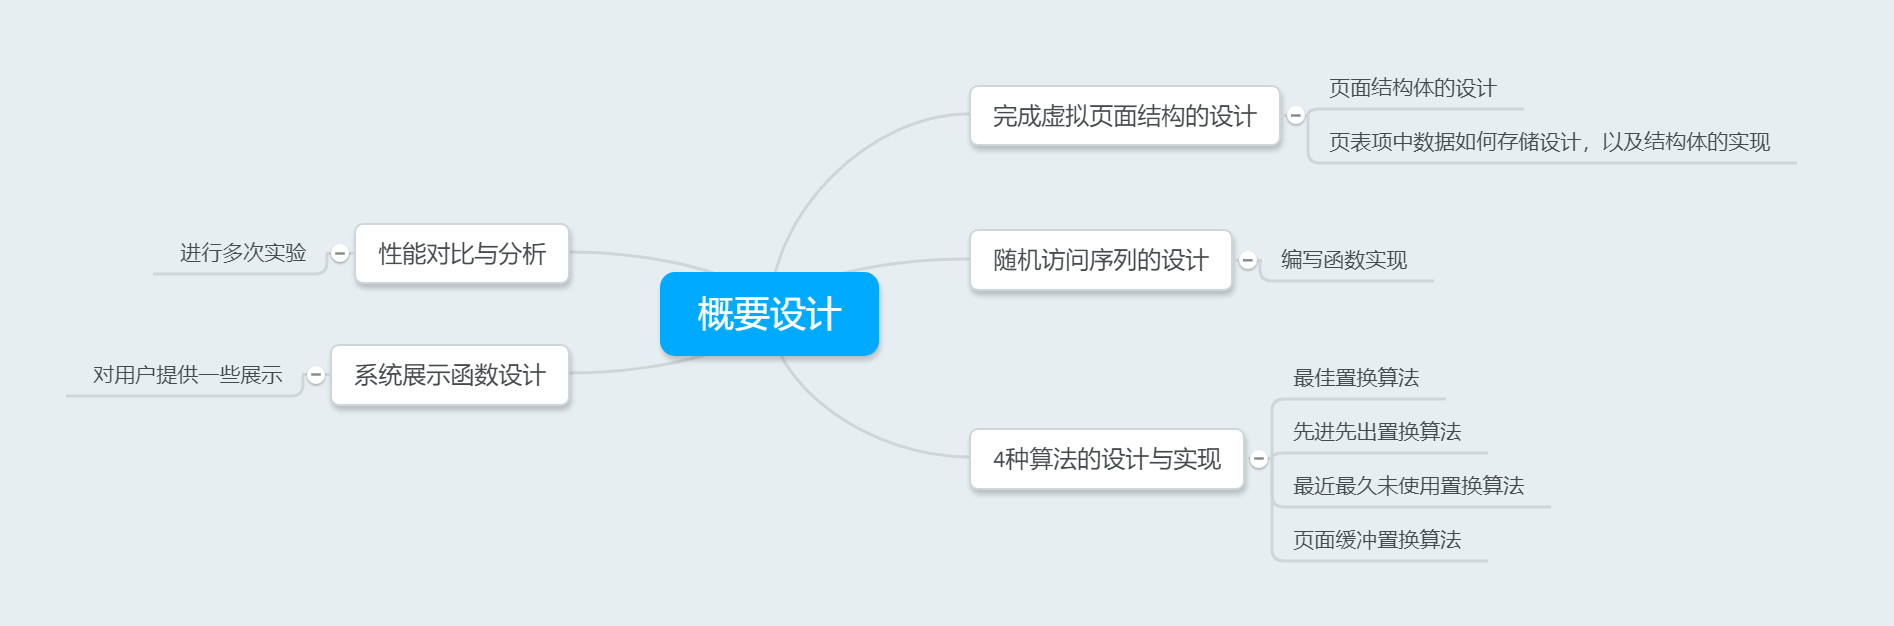 概要设计
完成虚拟页面结构的设计
页面结构体的设计
页表项中数据如何存储设计，以及结构体的实现
随机访问序列的设计
编写函数实现
4种算法的设计与实现
最佳置换算法
先进先出置换算法
最近最久未使用置换算法
页面缓冲置换算法
性能对比与分析
进行多次实验
系统展示函数设计
对用户提供一些展示